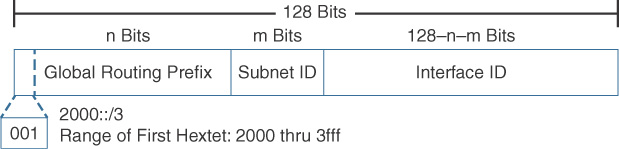 128 Bits
n Bits m Bits 128–n–m Bits
Global Routing Prefix Subnet ID Interface ID
2000::/3
001 Range of First Hextet: 2000 thru 3fff